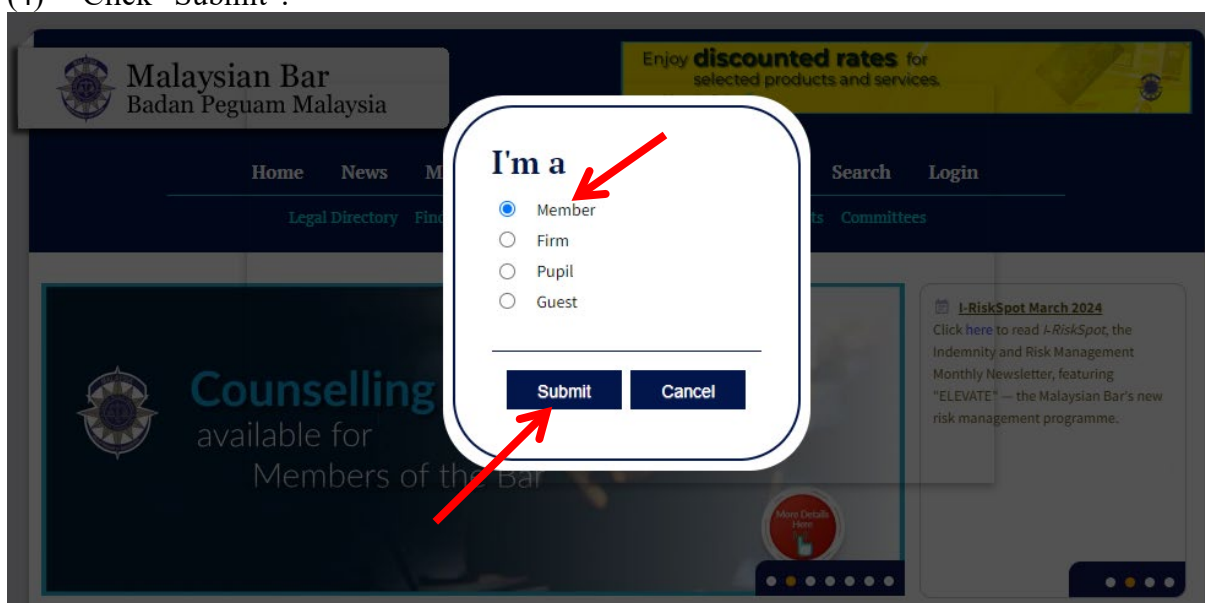 (4) Click "Submit".
Malaysian Bar
Badan Peguam Malaysia
Enjoy discounted rates for
selected products and services.
Home News M Search Login
Legal Directory Find ts Committees
I'm a
Member
Firm
Pupil
Guest
Submit Cancel
Counselling
available for
Members of the Bar
More Details
Here
I-RiskSpot March 2024
Click here to read I-RiskSpot, the
Indemnity and Risk Management
Monthly Newsletter, featuring
"ELEVATE" — the Malaysian Bar's new
risk management programme.